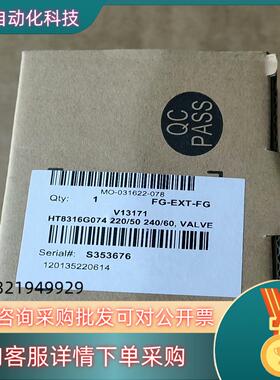 自动化科技
QC
PASS
MO-031622-078
Qty: 1 FG-EXT-FG
V13171
HT8316G074 220/50 240/60, VALVE
Serial#: S353676
120135220614
321949929
咨询采购批发可对公开票
客服详情下单采购